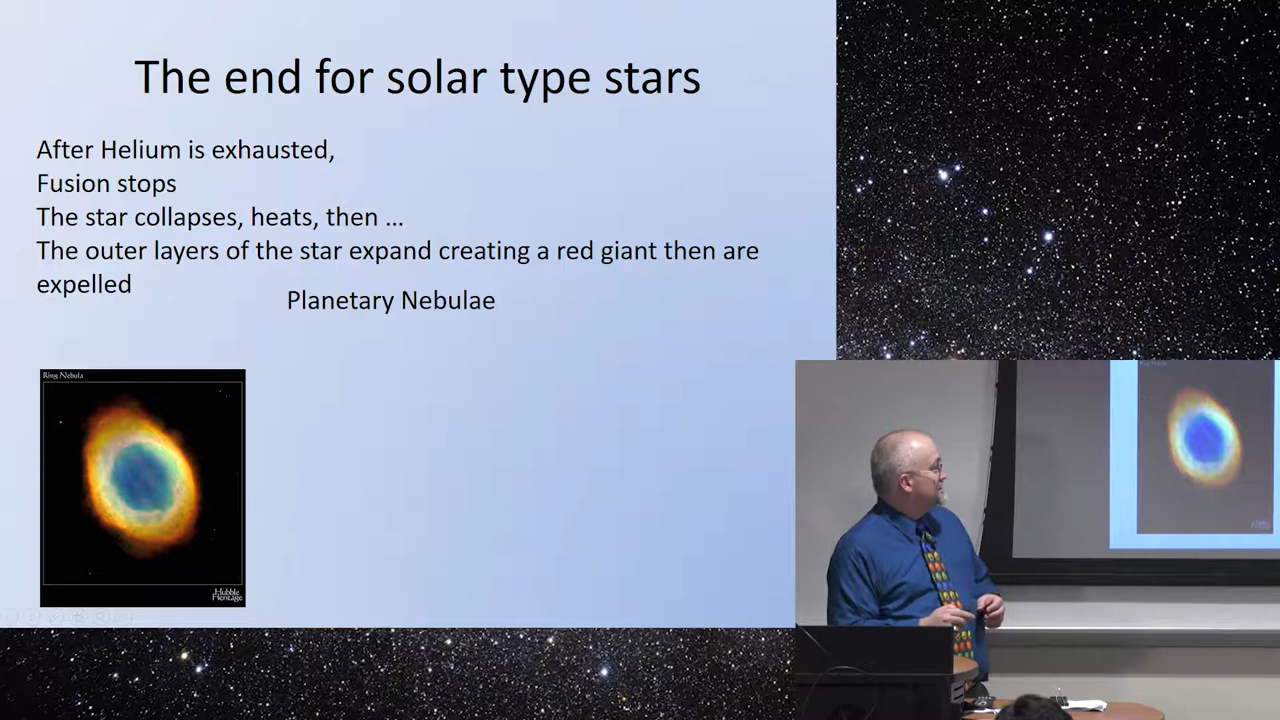 The end for solar type stars
After Helium is exhausted,
Fusion stops
The star collapses, heats, then ...
The outer layers of the star expand creating a red giant then are
expelled
Planetary Nebulae
Ring Nebula
Hubble
Heritage